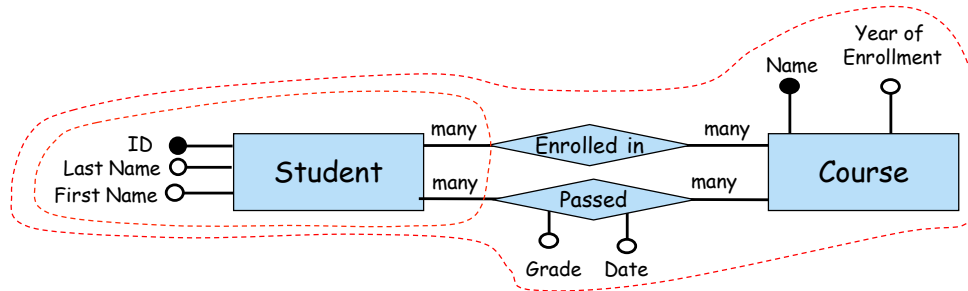 Year of
Enrollment
Name
ID
Last Name
First Name
Student
many
many
Enrolled in
Passed
many
many
Course
Grade
Date